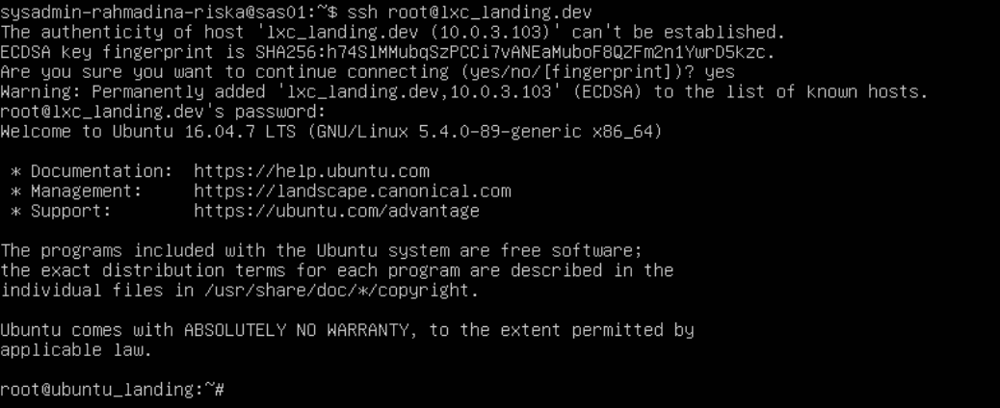 sysadmin-rahmadina-riska@sas01:~$ ssh root@lxc_landing.dev
The authenticity of host 'lxc_landing.dev (10.0.3.103)' can't be established.
ECDSA key fingerprint is SHA256:h74SlMMubqSzPCCi7vANEaMuboF8QZFm2n1YwrD5kzc.
Are you sure you want to continue connecting (yes/no/[fingerprint])? yes
Warning: Permanently added 'lxc_landing.dev,10.0.3.103' (ECDSA) to the list of known hosts.
root@lxc_landing.dev's password:
Welcome to Ubuntu 16.04.7 LTS (GNU/Linux 5.4.0-89-generic x86_64)
* Documentation:  https://help.ubuntu.com
* Management:     https://landscape.canonical.com
* Support:        https://ubuntu.com/advantage
The programs included with the Ubuntu system are free software;
the exact distribution terms for each program are described in the
individual files in /usr/share/doc/*/copyright.
Ubuntu comes with ABSOLUTELY NO WARRANTY, to the extent permitted by
applicable law.
root@ubuntu_landing:~#